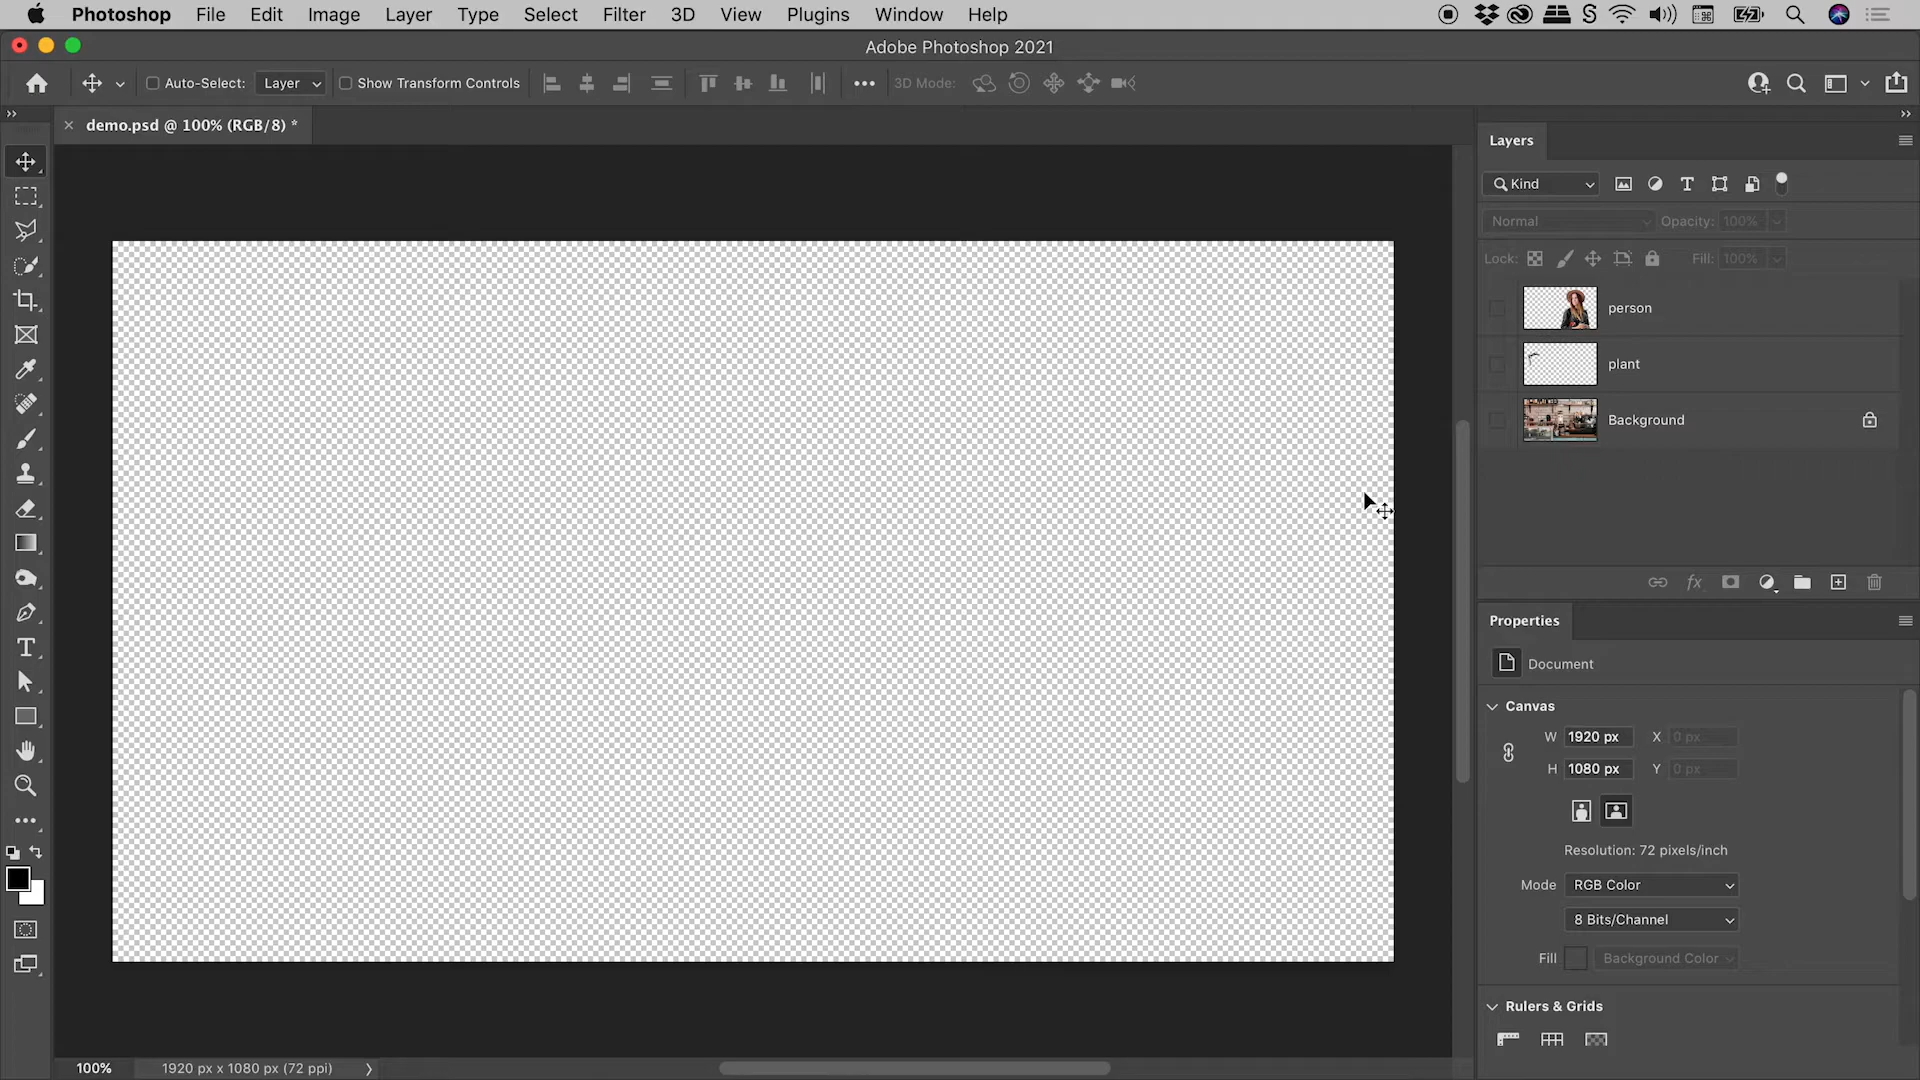 Photoshop File Edit Image Layer Type Select Filter 3D View Plugins Window Help
Adobe Photoshop 2021
Auto-Select: Layer Show Transform Controls 3D Mode:
demo.psd @ 100% (RGB/8) *
Layers
Kind
Normal Opacity: 100%
Lock: Fill: 100%
person
plant
Background
Properties
Document
Canvas
W 1920 px X 0 px
H 1080 px Y 0 px
Resolution: 72 pixels/inch
Mode RGB Color
8 Bits/Channel
Fill Background Color
Rulers & Grids
100% 1920 px x 1080 px (72 ppi)